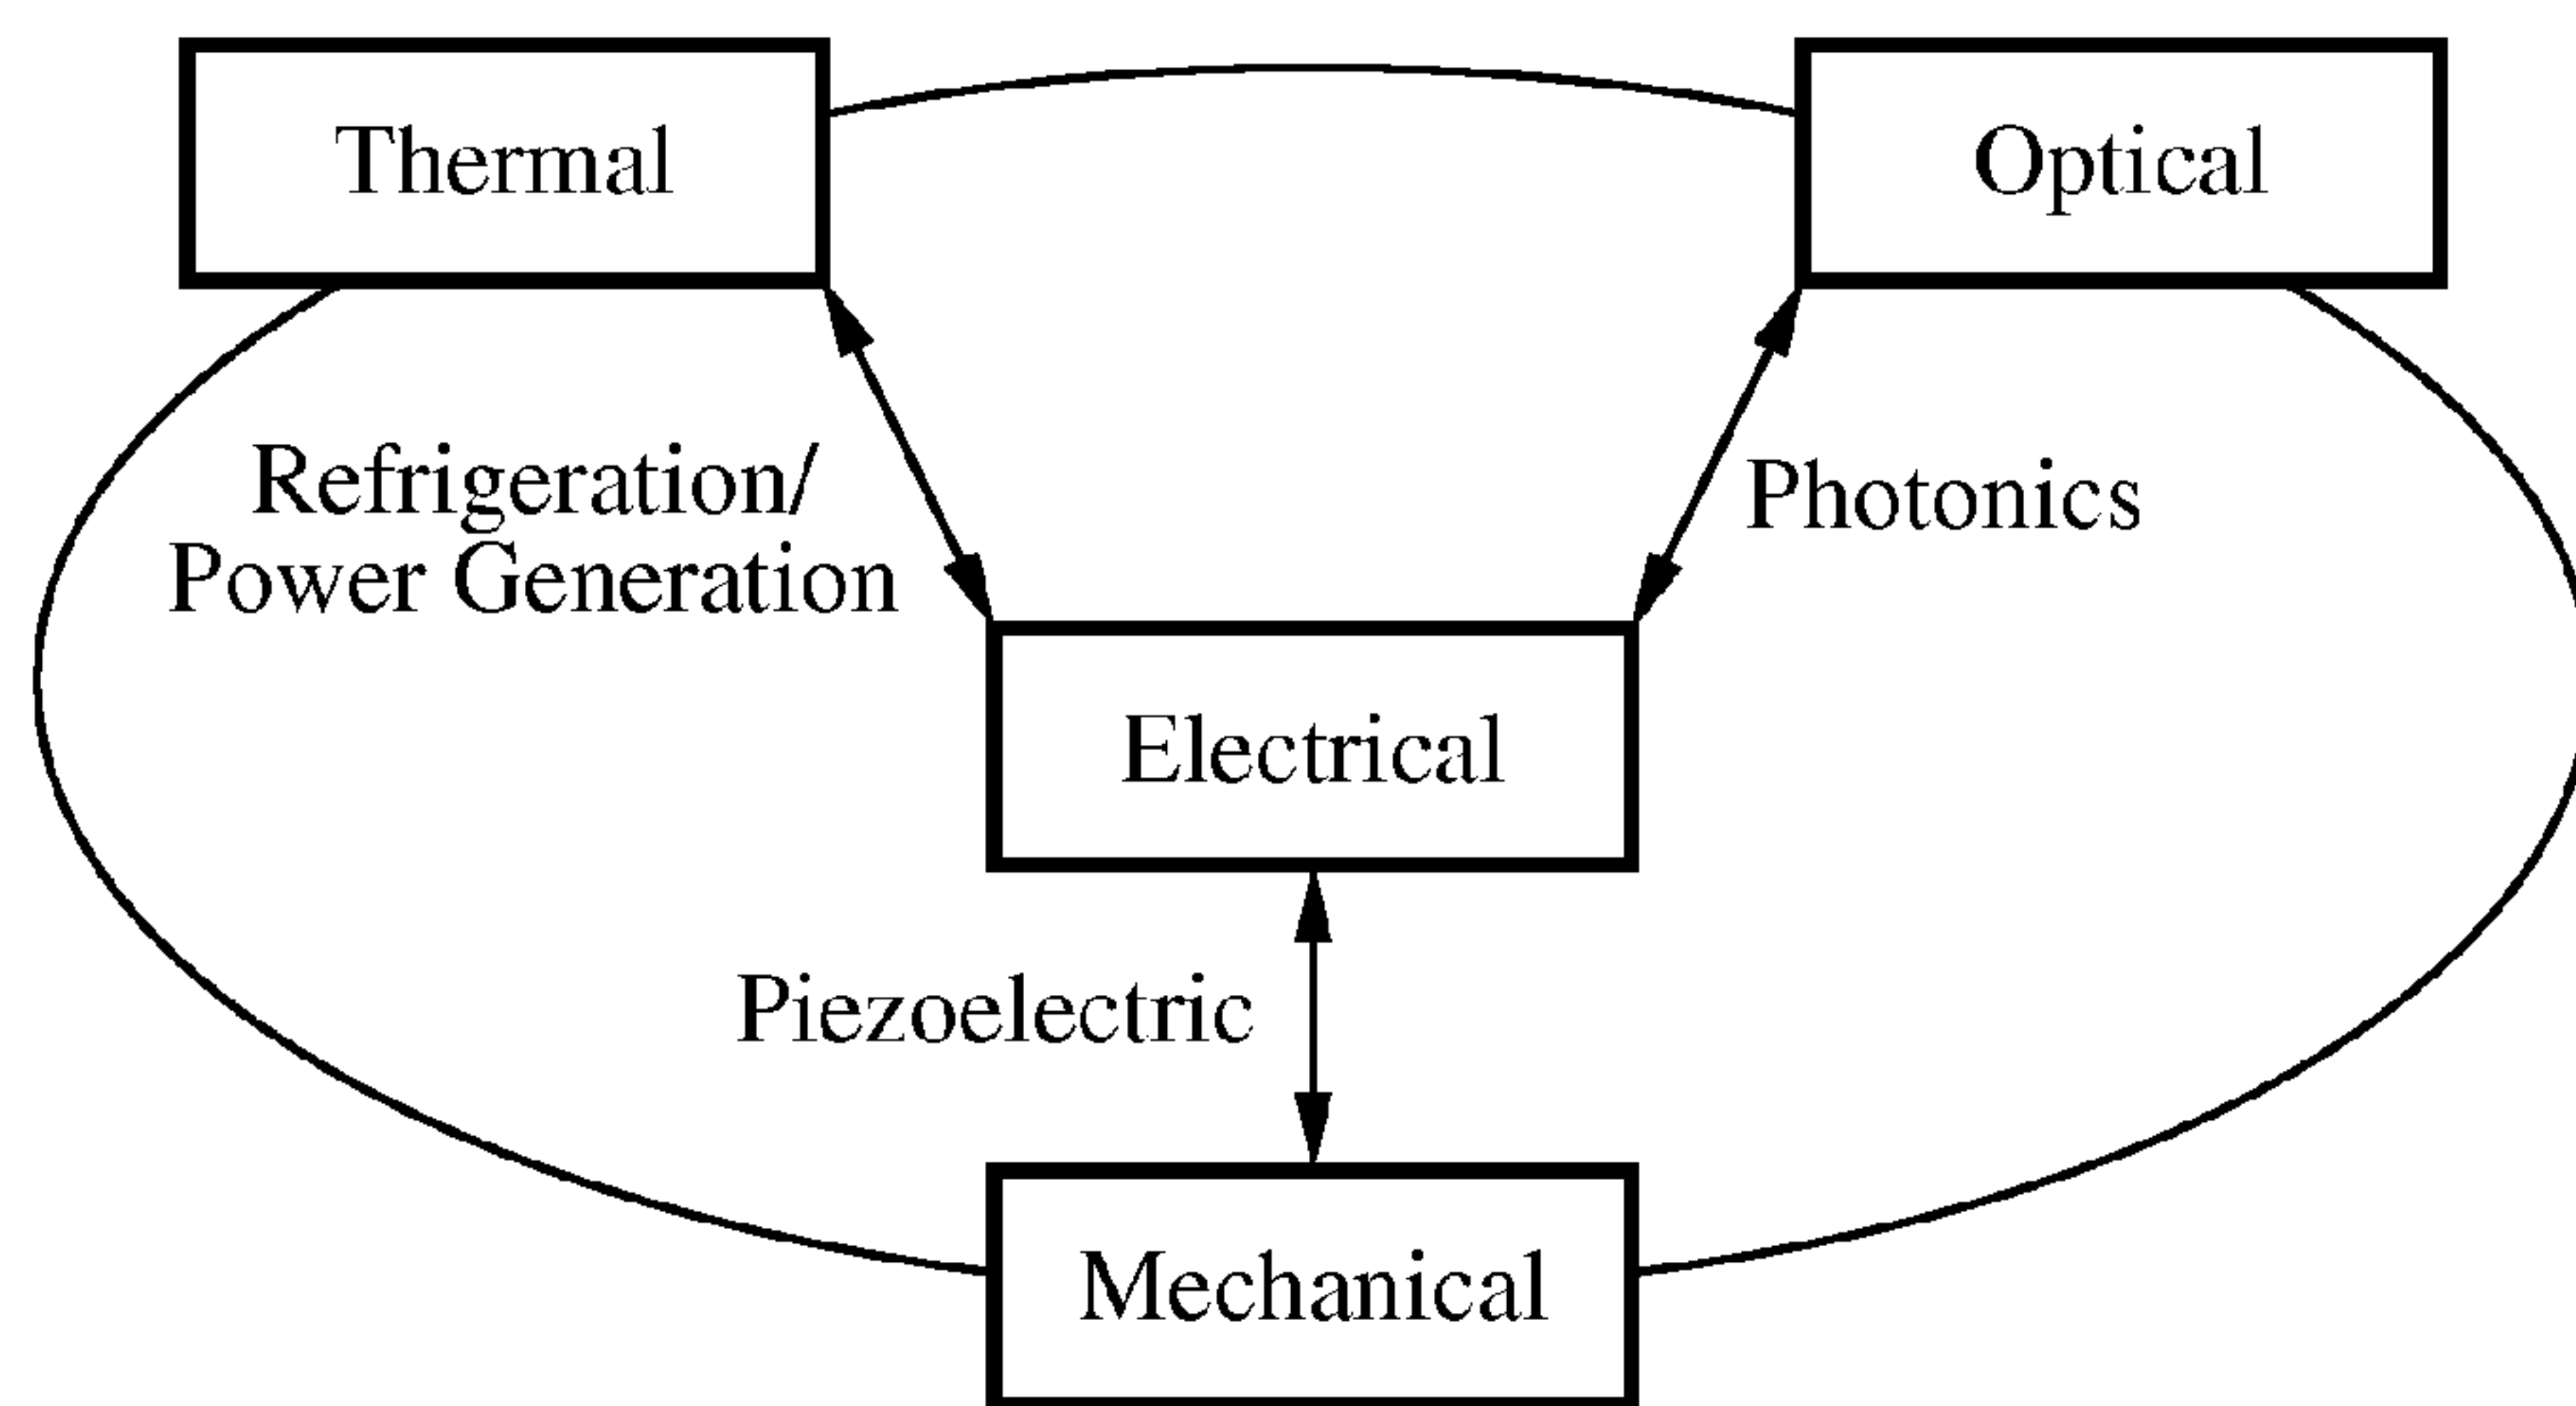 Thermal
Optical
Refrigeration/
Power Generation
Photonics
Electrical
Piezoelectric
Mechanical